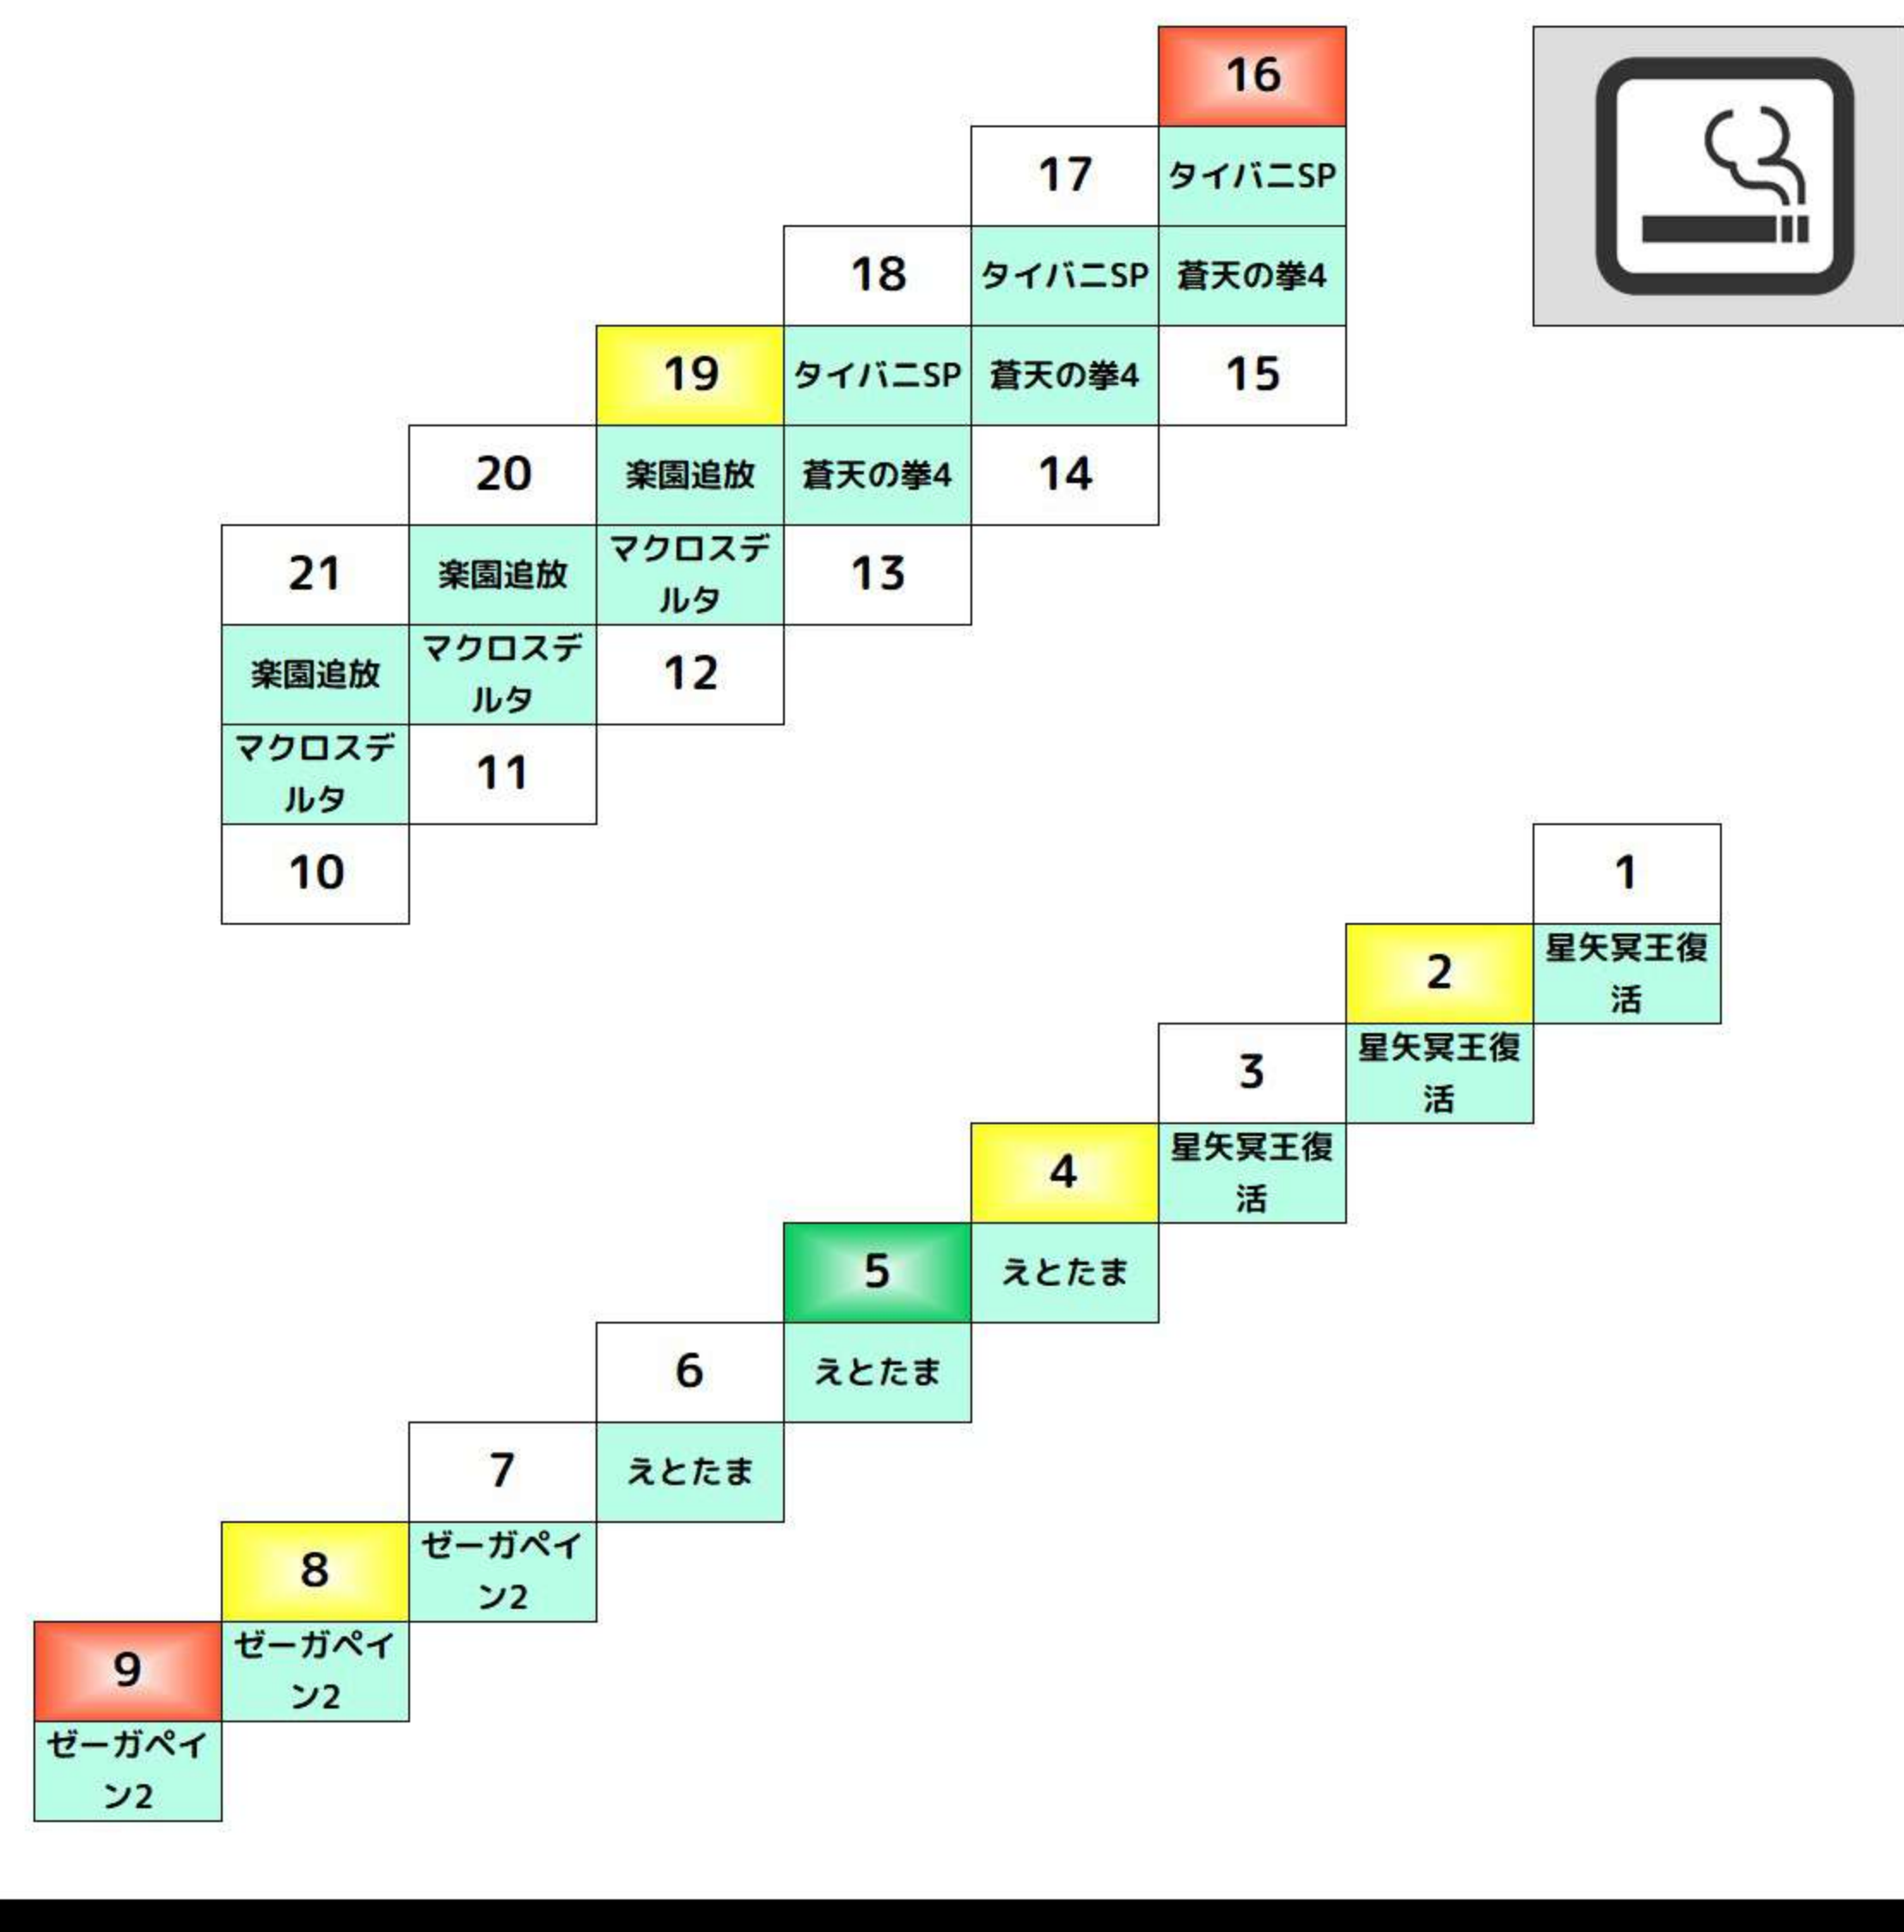 16
17
タイバニSP
18
タイバニSP
蒼天の拳4
19
タイバニSP
蒼天の拳4
15
20
楽園追放
蒼天の拳4
14
21
楽園追放
マクロスデ
ルタ
13
楽園追放
マクロスデ
ルタ
12
マクロスデ
ルタ
11
10
1
2
星矢冥王復
活
3
星矢冥王復
活
4
星矢冥王復
活
5
えとたま
6
えとたま
7
えとたま
8
ゼーガペイ
ン2
9
ゼーガペイ
ン2
ゼーガペイ
ン2